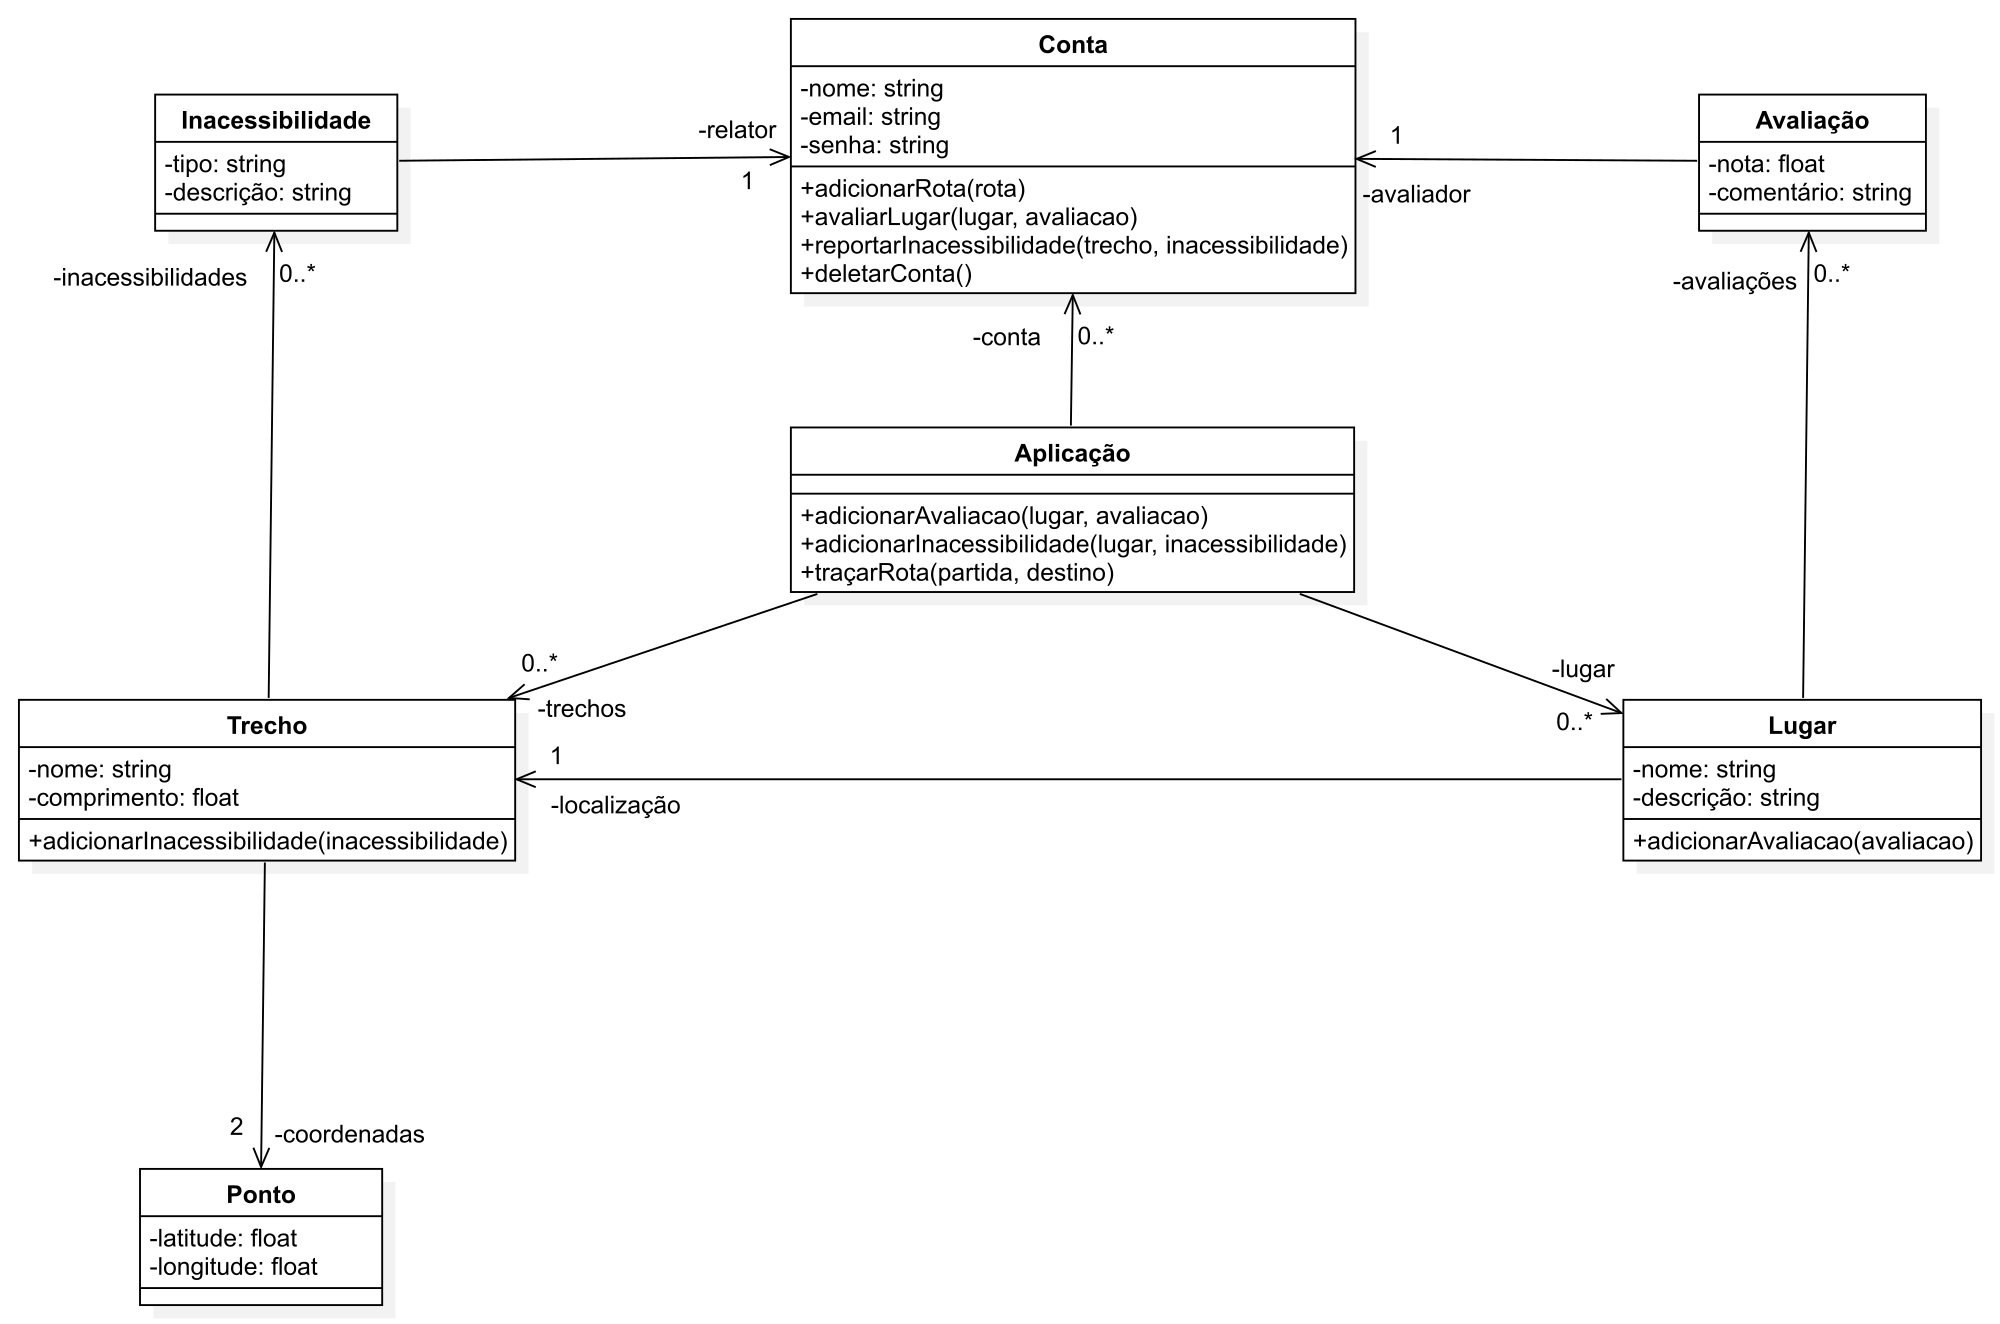 Conta
-nome: string
-email: string
-senha: string
+adicionarRota(rota)
+avaliarLugar(lugar, avaliacao)
+reportarInacessibilidade(trecho, inacessibilidade)
+deletarConta()
Inacessibilidade
-tipo: string
-descrição: string
-relator
1
Avaliação
-nota: float
-comentário: string
1
-avaliador
-inacessibilidades
0..*
-conta
0..*
-avaliações
0..*
Aplicação
+adicionarAvaliacao(lugar, avaliacao)
+adicionarInacessibilidade(lugar, inacessibilidade)
+traçarRota(partida, destino)
0..*
-trechos
-lugar
0..*
Trecho
-nome: string
-comprimento: float
+adicionarInacessibilidade(inacessibilidade)
1
-localização
Lugar
-nome: string
-descrição: string
+adicionarAvaliacao(avaliacao)
2
-coordenadas
Ponto
-latitude: float
-longitude: float